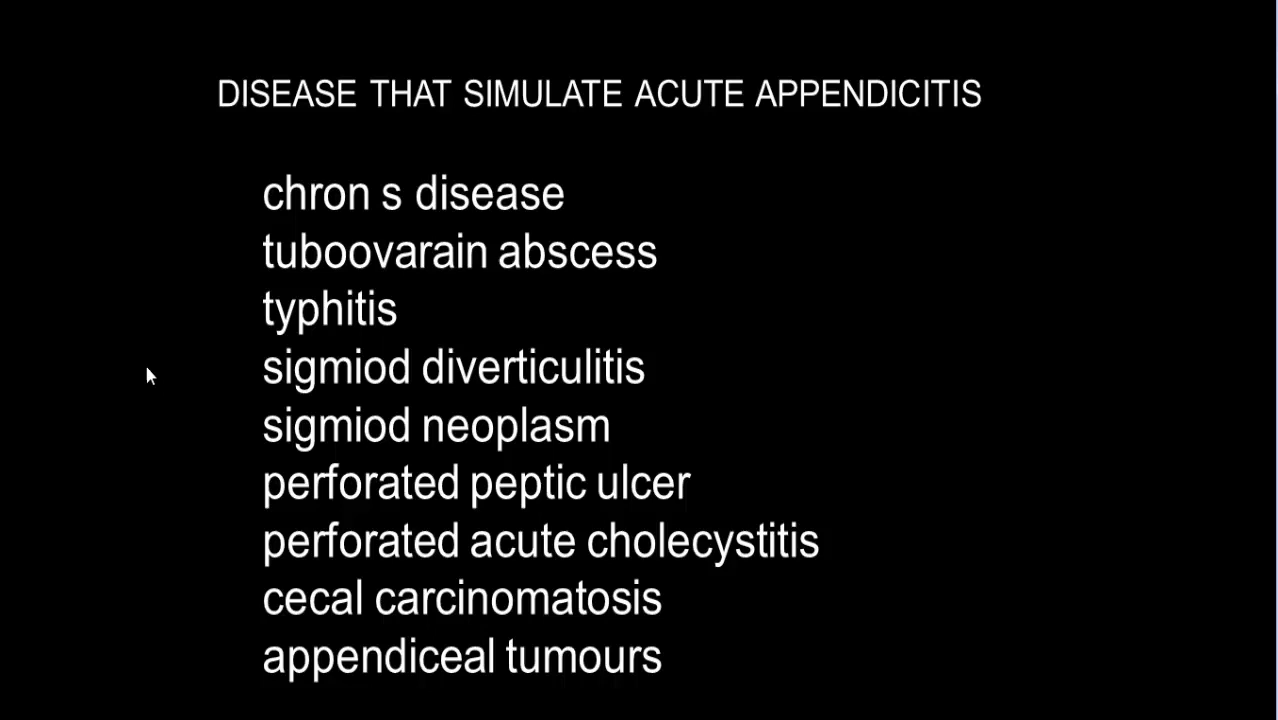 DISEASE THAT SIMULATE ACUTE APPENDICITIS
chron s disease
tuboovarain abscess
typhitis
sigmiod diverticulitis
sigmiod neoplasm
perforated peptic ulcer
perforated acute cholecystitis
cecal carcinomatosis
appendiceal tumours